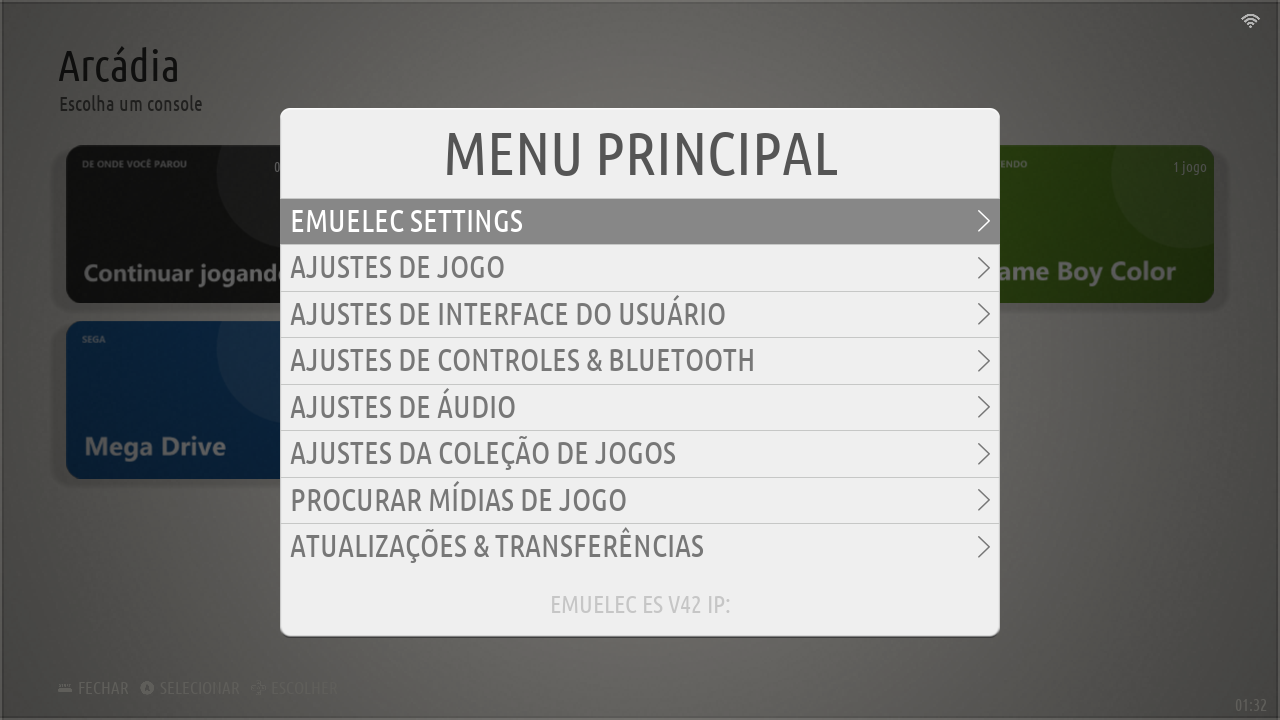 Arcádia
Escolha um console
DE ONDE VOCÊ PAROU
1 jogo
Continuar
ame Boy Color
SEGA
Mega Drive
MENU PRINCIPAL
EMUELEC SETTINGS
AJUSTES DE JOGO
AJUSTES DE INTERFACE DO USUÁRIO
AJUSTES DE CONTROLES & BLUETOOTH
AJUSTES DE ÁUDIO
AJUSTES DA COLEÇÃO DE JOGOS
PROCURAR MÍDIAS DE JOGO
ATUALIZAÇÕES & TRANSFERÊNCIAS
EMUELEC ES V42 IP:
FECHAR SELECIONAR ESCOLHER
01:32